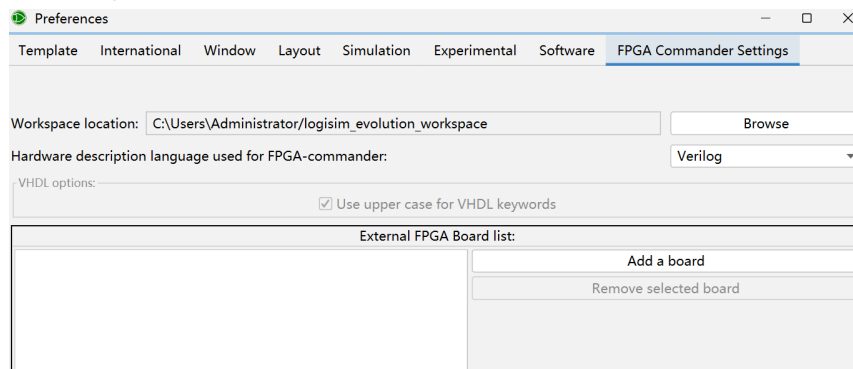 Preferences
Template International Window Layout Simulation Experimental Software FPGA Commander Settings
Workspace location: C:\Users\Administrator/logisim_evolution_workspace Browse
Hardware description language used for FPGA-commander: Verilog
VHDL options:
Use upper case for VHDL keywords
External FPGA Board list:
Add a board
Remove selected board